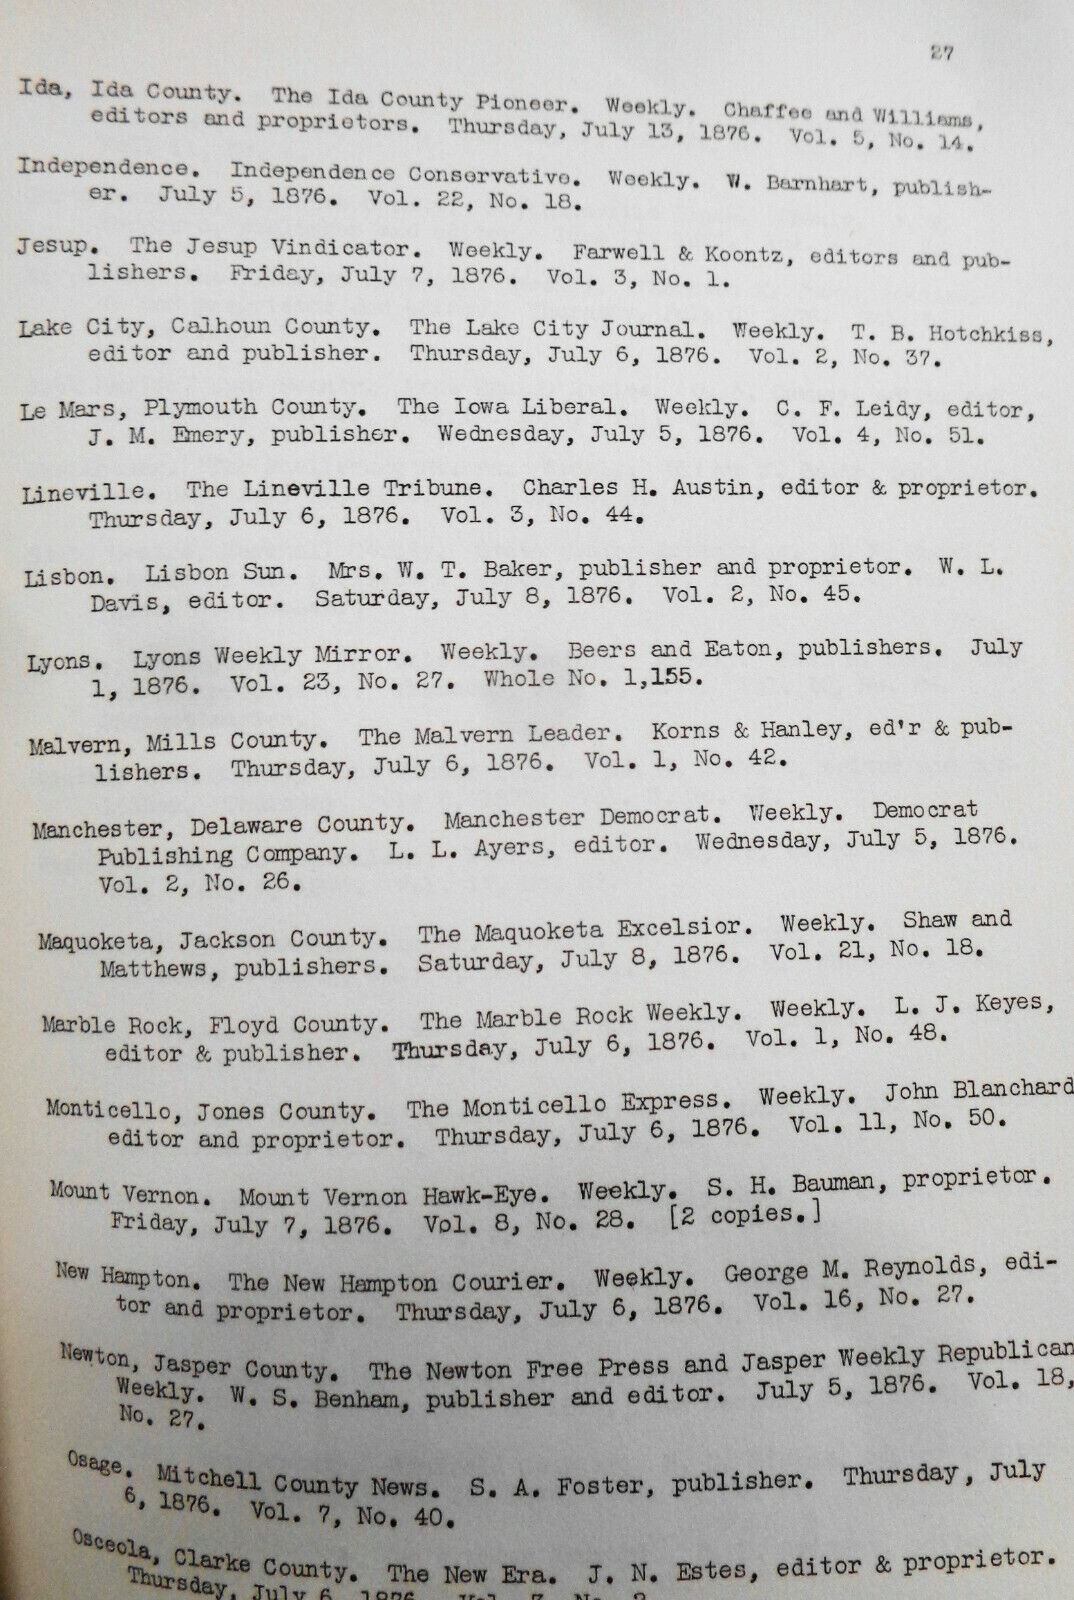 27
Ida, Ida County. The Ida County Pioneer. Weekly. Chaffee and Williams,
editors and proprietors. Thursday, July 13, 1876. Vol. 5, No. 14.
Independence. Independence Conservative. Weekly. W. Barnhart, publish-
er. July 5, 1876. Vol. 22, No. 18.
Jesup. The Jesup Vindicator. Weekly. Farwell & Koontz, editors and pub-
lishers. Friday, July 7, 1876. Vol. 3, No. 1.
Lake City, Calhoun County. The Lake City Journal. Weekly. T. B. Hotchkiss,
editor and publisher. Thursday, July 6, 1876. Vol. 2, No. 37.
Le Mars, Plymouth County. The Iowa Liberal. Weekly. C. F. Leidy, editor,
J. M. Emery, publisher. Wednesday, July 5, 1876. Vol. 4, No. 51.
Lineville. The Lineville Tribune. Charles H. Austin, editor & proprietor.
Thursday, July 6, 1876. Vol. 3, No. 44.
Lisbon. Lisbon Sun. Mrs. W. T. Baker, publisher and proprietor. W. L.
Davis, editor. Saturday, July 8, 1876. Vol. 2, No. 45.
Lyons. Lyons Weekly Mirror. Weekly. Beers and Eaton, publishers. July
1, 1876. Vol. 23, No. 27. Whole No. 1,155.
Malvern, Mills County. The Malvern Leader. Korns & Hanley, ed'r & pub-
lishers. Thursday, July 6, 1876. Vol. 1, No. 42.
Manchester, Delaware County. Manchester Democrat. Weekly. Democrat
Publishing Company. L. L. Ayers, editor. Wednesday, July 5, 1876.
Vol. 2, No. 26.
Maquoketa, Jackson County. The Maquoketa Excelsior. Weekly. Shaw and
Matthews, publishers. Saturday, July 8, 1876. Vol. 21, No. 18.
Marble Rock, Floyd County. The Marble Rock Weekly. Weekly. L. J. Keyes,
editor & publisher. Thursday, July 6, 1876. Vol. 1, No. 48.
Monticello, Jones County. The Monticello Express. Weekly. John Blanchard
editor and proprietor. Thursday, July 6, 1876. Vol. 11, No. 50.
Mount Vernon. Mount Vernon Hawk-Eye. Weekly. S. H. Bauman, proprietor.
Friday, July 7, 1876. Vol. 8, No. 28. [2 copies.]
New Hampton. The New Hampton Courier. Weekly. George M. Reynolds, edi-
tor and proprietor. Thursday, July 6, 1876. Vol. 16, No. 27.
Newton, Jasper County. The Newton Free Press and Jasper Weekly Republican
Weekly. W. S. Benham, publisher and editor. July 5, 1876. Vol. 18,
No. 27.
Osage. Mitchell County News. S. A. Foster, publisher. Thursday, July
6, 1876. Vol. 7, No. 40.
Osceola, Clarke County. The New Era. J. N. Estes, editor & proprietor.
Thursday, July 6, 1876.